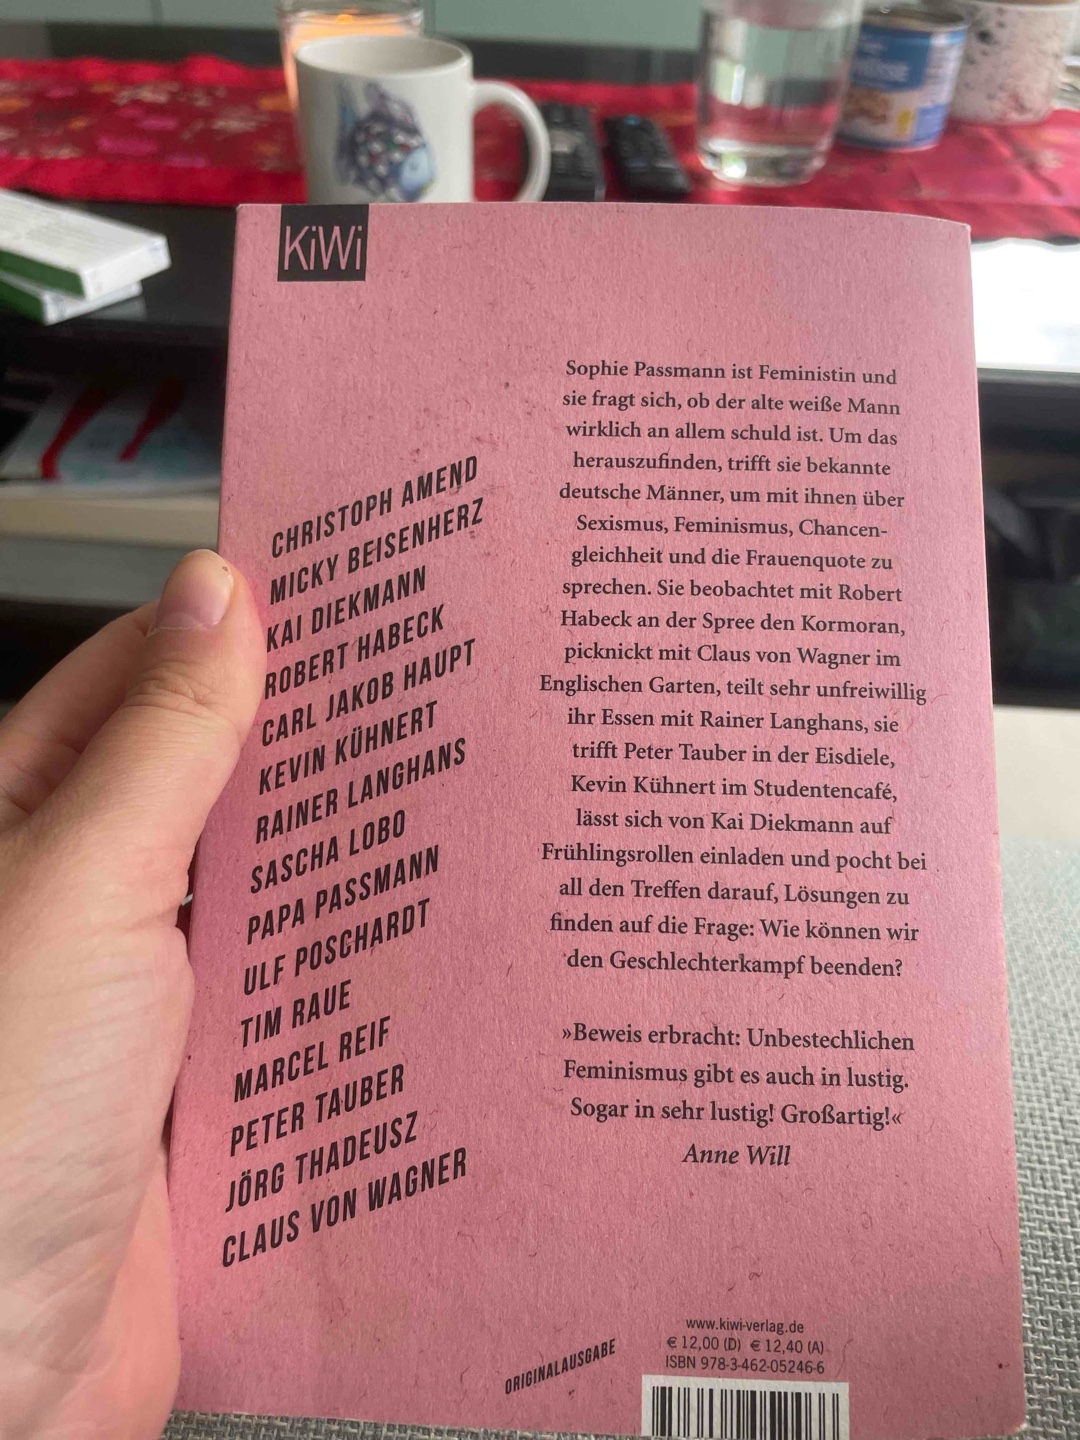 KiWi
CHRISTOPH AMEND
MICKY BEISENHERZ
KAI DIEKMANN
ROBERT HABECK
CARL JAKOB HAUPT
KEVIN KÜHNERT
RAINER LANGHANS
SASCHA LOBO
PAPA PASSMANN
ULF POSCHARDT
TIM RAUE
MARCEL REIF
PETER TAUBER
JÖRG THADEUSZ
CLAUS VON WAGNER
Sophie Passmann ist Feministin und
sie fragt sich, ob der alte weiße Mann
wirklich an allem schuld ist. Um das
herauszufinden, trifft sie bekannte
deutsche Männer, um mit ihnen über
Sexismus, Feminismus, Chancen-
gleichheit und die Frauenquote zu
sprechen. Sie beobachtet mit Robert
Habeck an der Spree den Kormoran,
picknickt mit Claus von Wagner im
Englischen Garten, teilt sehr unfreiwillig
ihr Essen mit Rainer Langhans, sie
trifft Peter Tauber in der Eisdiele,
Kevin Kühnert im Studentencafé,
lässt sich von Kai Diekmann auf
Frühlingsrollen einladen und pocht bei
all den Treffen darauf, Lösungen zu
finden auf die Frage: Wie können wir
den Geschlechterkampf beenden?
»Beweis erbracht: Unbestechlichen
Feminismus gibt es auch in lustig.
Sogar in sehr lustig! Großartig!«
Anne Will
ORIGINALAUSGABE
www.kiwi-verlag.de
€ 12,00 (D) € 12,40 (A)
ISBN 978-3-462-05246-6